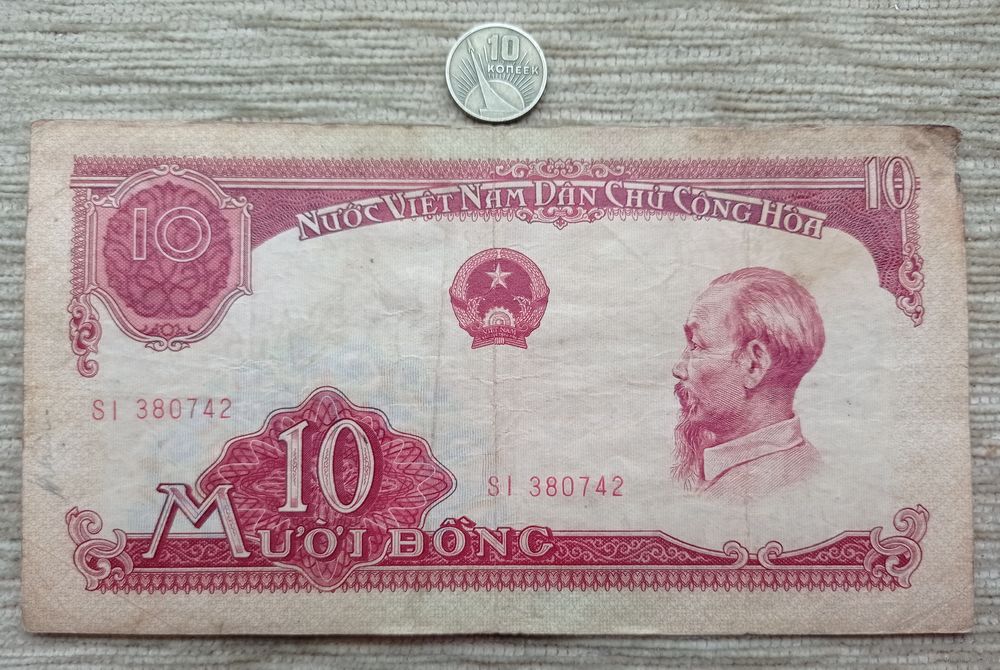 10
КОПЕЕК
10
NƯỚC VIỆT NAM DÂN CHỦ CỘNG HÒA
10
VIỆT NAM
SI 380742
10
SI 380742
MƯỜI ĐỒNG